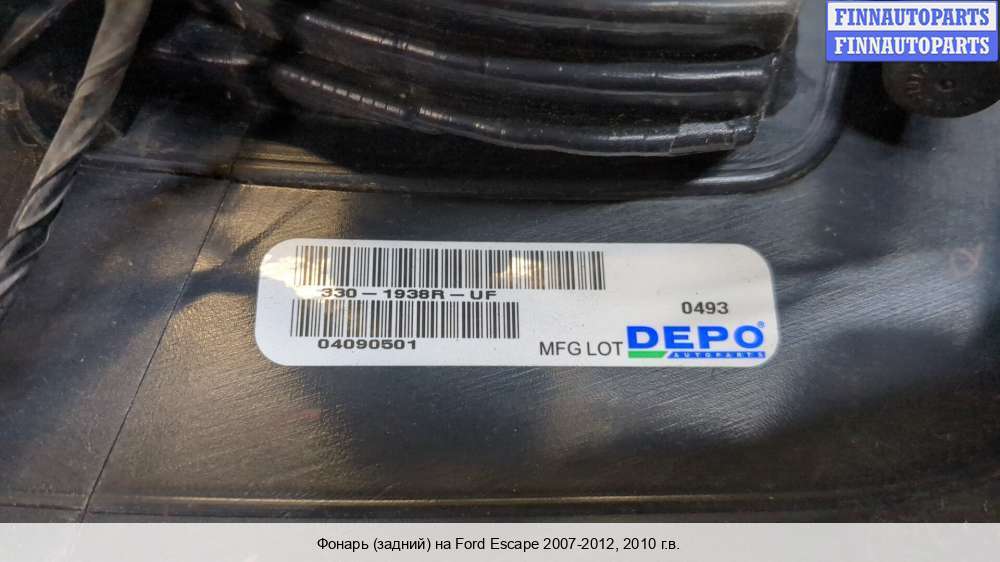 FINNAUTOPARTS
FINNAUTOPARTS
330-1938R-UF
0493
04090501
MFG LOT
DEPO®
AUTOPARTS
Фонарь (задний) на Ford Escape 2007-2012, 2010 г.в.